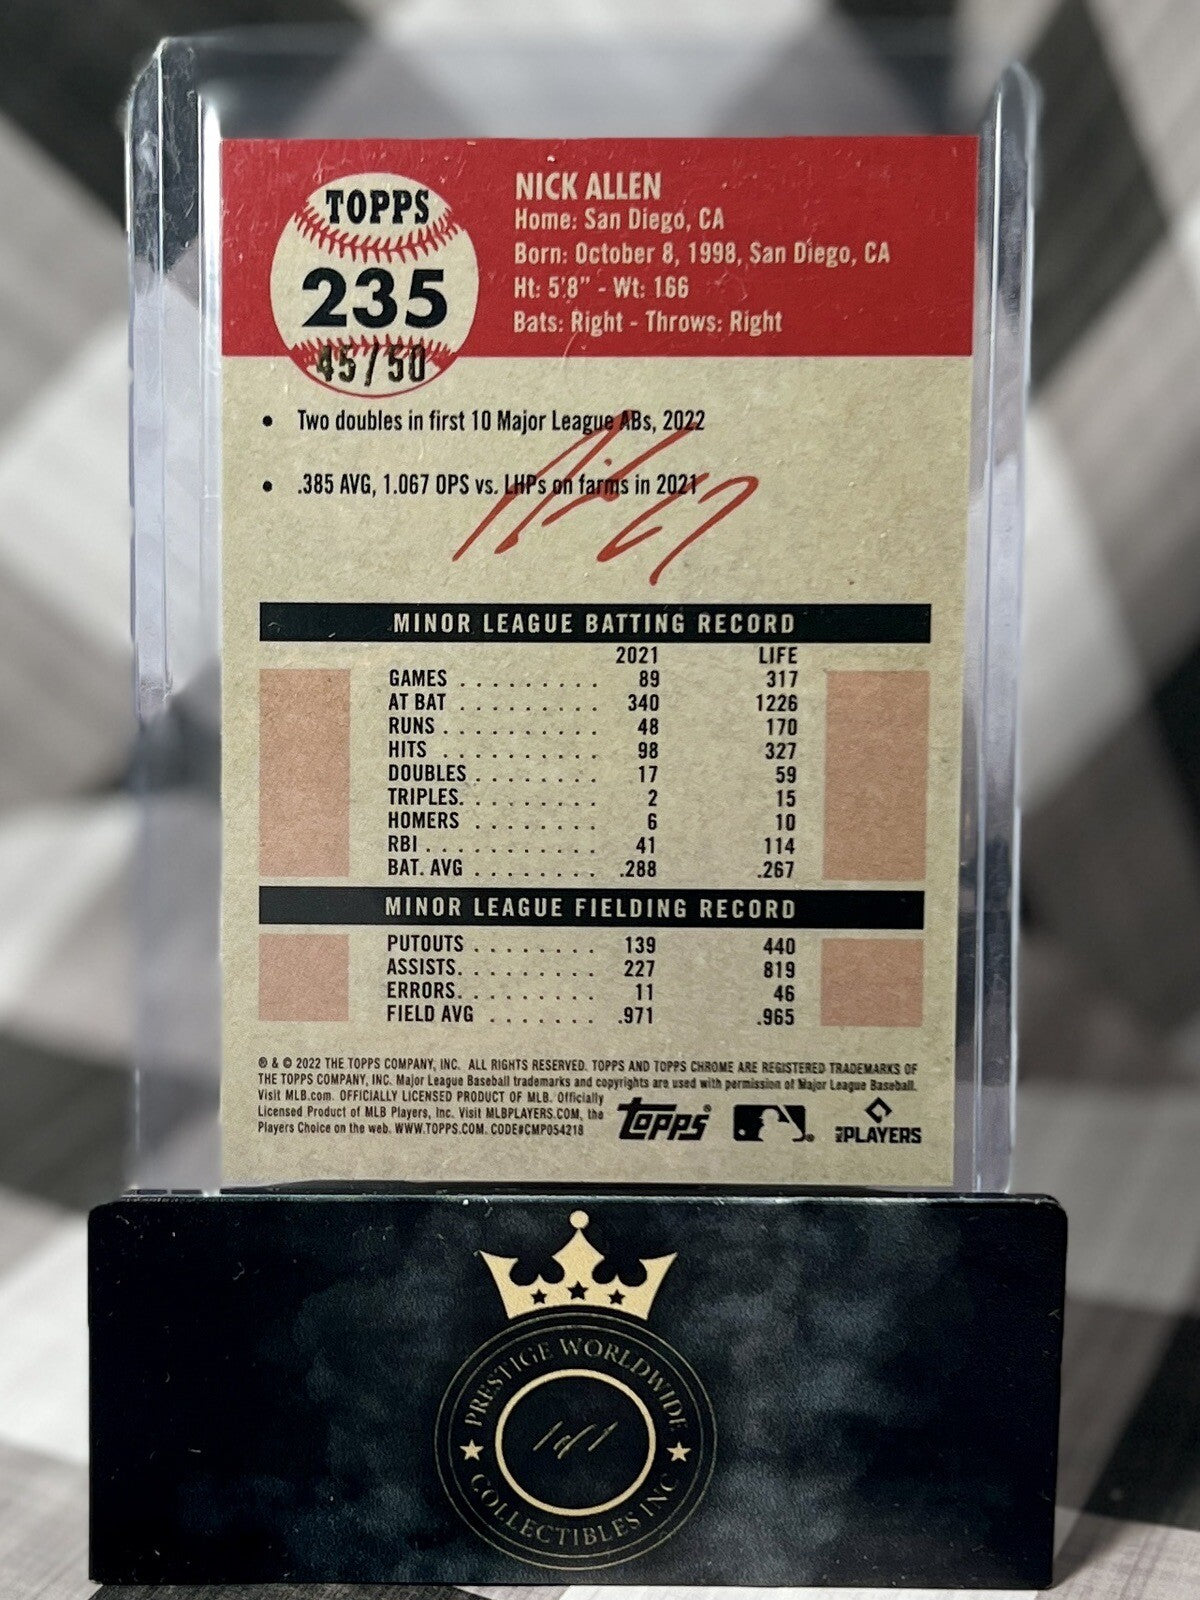 TOPPS
235
45/50
NICK ALLEN
Home: San Diego, CA
Born: October 8, 1998, San Diego, CA
Ht: 5'8" - Wt: 166
Bats: Right - Throws: Right
• Two doubles in first 10 Major League ABs, 2022
• .385 AVG, 1.067 OPS vs. LHPs on farms in 2021
MINOR LEAGUE BATTING RECORD
2021 LIFE
GAMES . . . . . . . . . . 89 317
AT BAT . . . . . . . . . 340 1226
RUNS . . . . . . . . . . 48 170
HITS . . . . . . . . . . 98 327
DOUBLES . . . . . . . . 17 59
TRIPLES. . . . . . . . . 2 15
HOMERS . . . . . . . . 6 10
RBI . . . . . . . . . . . 41 114
BAT. AVG . . . . . . . . .288 .267
MINOR LEAGUE FIELDING RECORD
PUTOUTS . . . . . . . . 139 440
ASSISTS. . . . . . . . . 227 819
ERRORS. . . . . . . . . 11 46
FIELD AVG . . . . . . . .971 .965
® & © 2022 THE TOPPS COMPANY, INC. ALL RIGHTS RESERVED. TOPPS AND TOPPS CHROME ARE REGISTERED TRADEMARKS OF
THE TOPPS COMPANY, INC. Major League Baseball trademarks and copyrights are used with permission of Major League Baseball.
Visit MLB.com. OFFICIALLY LICENSED PRODUCT OF MLB. Officially
Licensed Product of MLB Players, Inc. Visit MLBPLAYERS.COM, the
Players Choice on the web. WWW.TOPPS.COM. CODE#CMP054218
Topps®
MLB PLAYERS
PRESTIGE WORLDWIDE
1 of 1
COLLECTIBLES INC